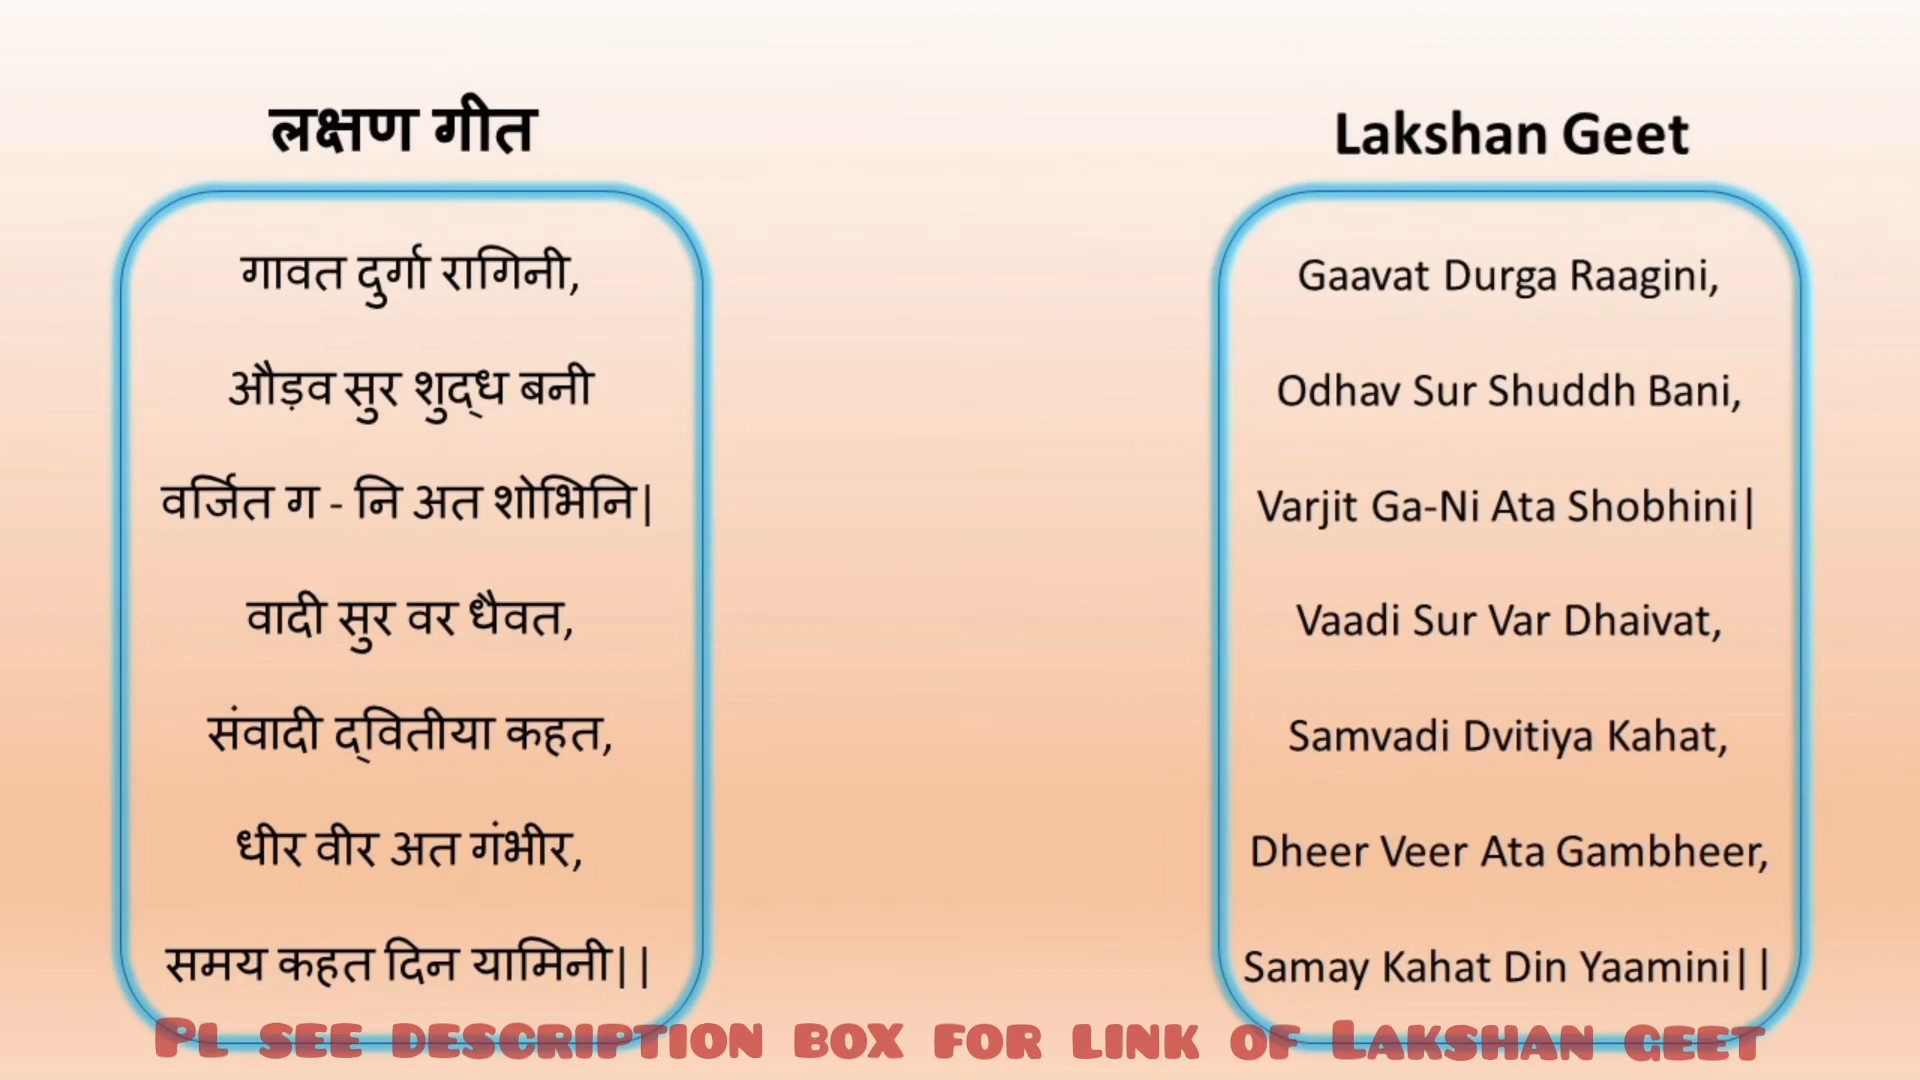 लक्षण गीत
गावत दुर्गा रागिनी,
औड़व सुर शुद्ध बनी
वर्जित ग - नि अत शोभिनि|
वादी सुर वर धैवत,
संवादी द्वितीया कहत,
धीर वीर अत गंभीर,
समय कहत दिन यामिनी||
Lakshan Geet
Gaavat Durga Raagini,
Odhav Sur Shuddh Bani,
Varjit Ga-Ni Ata Shobhini|
Vaadi Sur Var Dhaivat,
Samvadi Dvitiya Kahat,
Dheer Veer Ata Gambheer,
Samay Kahat Din Yaamini||
Pl see description box for link of Lakshan geet